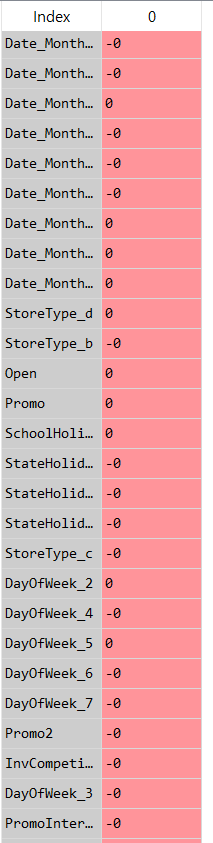 Index 0
Date_Month… -0
Date_Month… -0
Date_Month… 0
Date_Month… -0
Date_Month… -0
Date_Month… -0
Date_Month… 0
Date_Month… 0
Date_Month… 0
StoreType_d 0
StoreType_b -0
Open 0
Promo 0
SchoolHoli… 0
StateHolid… -0
StateHolid… -0
StateHolid… -0
StoreType_c -0
DayOfWeek_2 0
DayOfWeek_4 -0
DayOfWeek_5 0
DayOfWeek_6 -0
DayOfWeek_7 -0
Promo2 -0
InvCompeti… -0
DayOfWeek_3 -0
PromoInter… -0